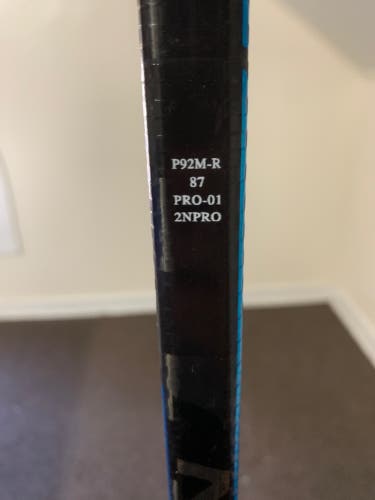 P92M-R
87
PRO-01
2NPRO